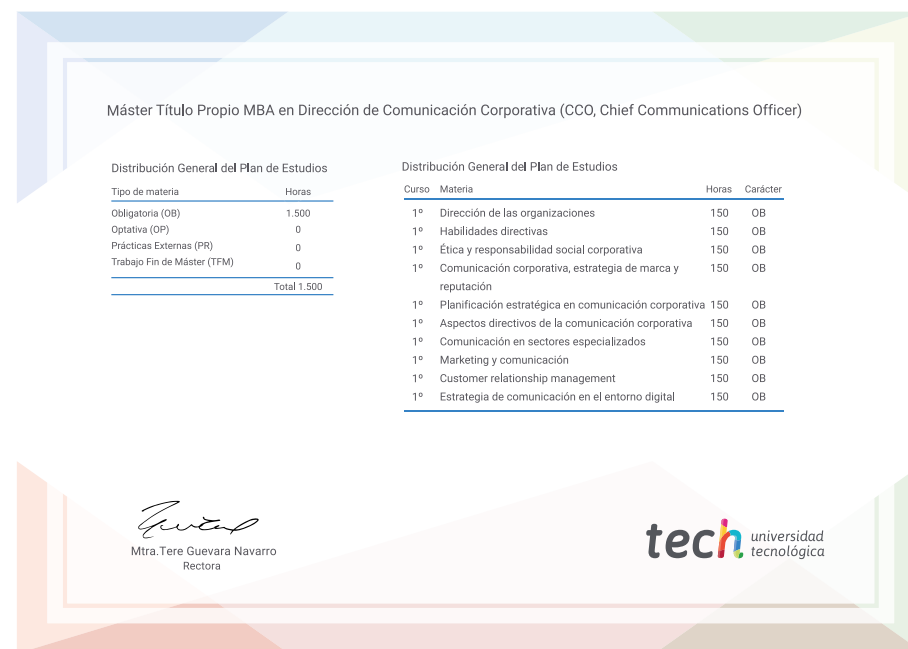 Máster Título Propio MBA en Dirección de Comunicación Corporativa (CCO, Chief Communications Officer)
Distribución General del Plan de Estudios
Tipo de materia Horas
Obligatoria (OB) 1.500
Optativa (OP) 0
Prácticas Externas (PR) 0
Trabajo Fin de Máster (TFM) 0
Total 1.500
Distribución General del Plan de Estudios
Curso Materia Horas Carácter
1º Dirección de las organizaciones 150 OB
1º Habilidades directivas 150 OB
1º Ética y responsabilidad social corporativa 150 OB
1º Comunicación corporativa, estrategia de marca y 150 OB
reputación
1º Planificación estratégica en comunicación corporativa 150 OB
1º Aspectos directivos de la comunicación corporativa 150 OB
1º Comunicación en sectores especializados 150 OB
1º Marketing y comunicación 150 OB
1º Customer relationship management 150 OB
1º Estrategia de comunicación en el entorno digital 150 OB
Mtra.Tere Guevara Navarro
Rectora
tech universidad
tecnológica